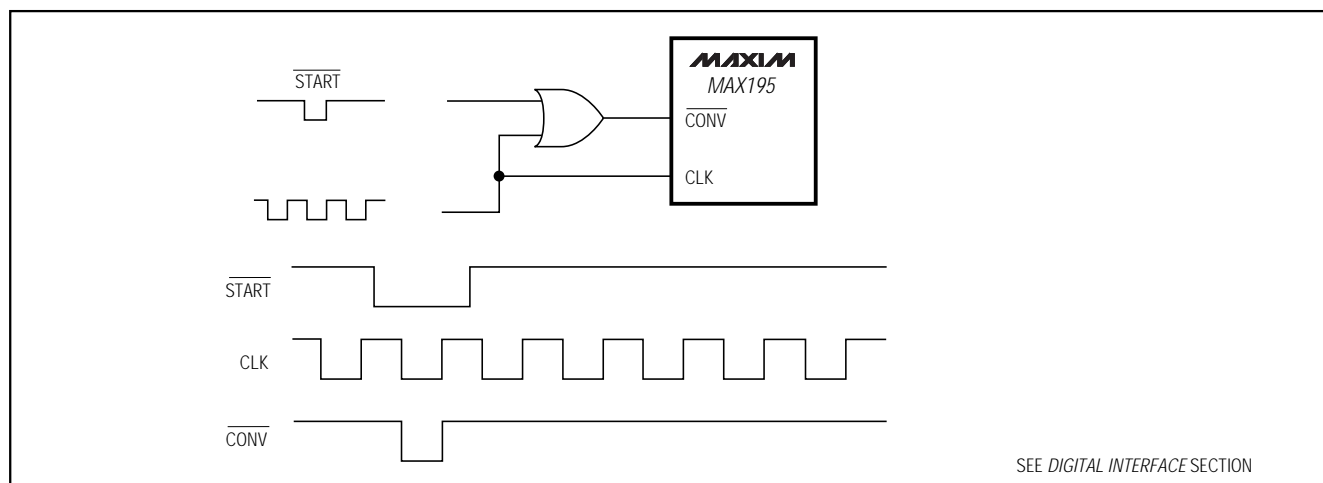 MAXIM
START
MAX195
CONV
CLK
START
CLK
CONV
SEE DIGITAL INTERFACE SECTION